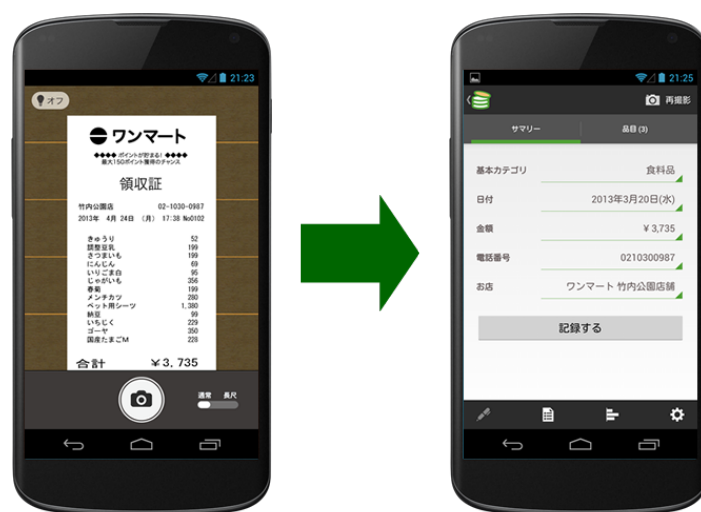 21:23
オフ
ワンマート
◆◆◆◆ ポイントが貯まる! ◆◆◆◆
最大150ポイント獲得のチャンス
領収証
竹内公園店 02-1030-0987
2013年 4月 24日 (月) 17:38 No0102
きゅうり 52
調整豆乳 199
さつまいも 199
にんじん 69
いりごま白 95
じゃがいも 356
春菊 199
メンチカツ 280
ペット用シーツ 1,380
納豆 99
いちじく 229
ゴーヤ 350
国産たまごM 228
合計 ¥3,735
通常 長尺
21:25
再撮影
サマリー 品目(3)
基本カテゴリ 食料品
日付 2013年3月20日(水)
金額 ¥ 3,735
電話番号 0210300987
お店 ワンマート 竹内公園店舗
記録する